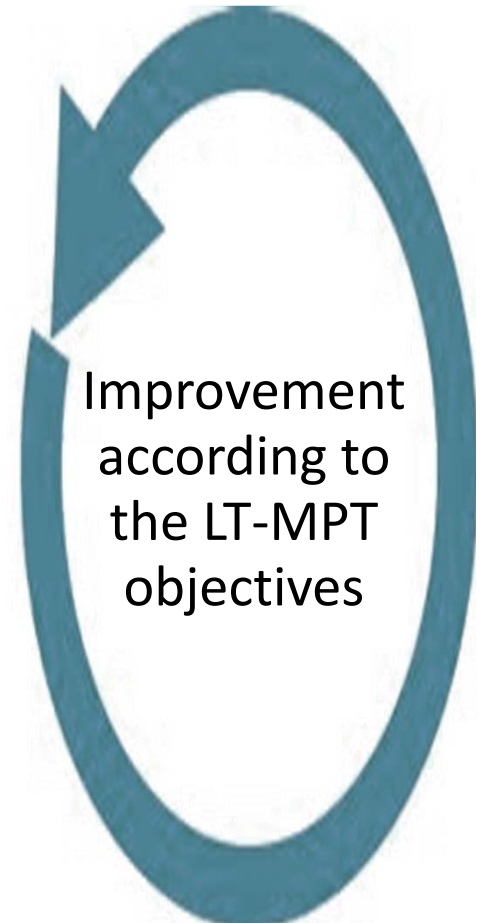 Improvement
according to
the LT-MPT
objectives